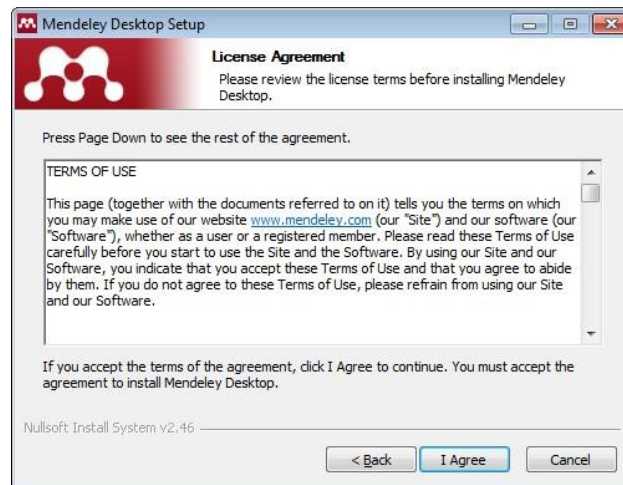 Mendeley Desktop Setup
License Agreement
Please review the license terms before installing Mendeley
Desktop.
Press Page Down to see the rest of the agreement.
TERMS OF USE
This page (together with the documents referred to on it) tells you the terms on which
you may make use of our website www.mendeley.com (our "Site") and our software (our
"Software"), whether as a user or a registered member. Please read these Terms of Use
carefully before you start to use the Site and the Software. By using our Site and our
Software, you indicate that you accept these Terms of Use and that you agree to abide
by them. If you do not agree to these Terms of Use, please refrain from using our Site
and our Software.
If you accept the terms of the agreement, click I Agree to continue. You must accept the
agreement to install Mendeley Desktop.
Nullsoft Install System v2.46
< Back
I Agree
Cancel